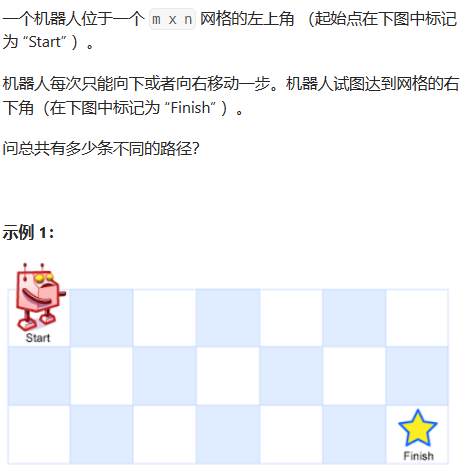 一个机器人位于一个 m x n 网格的左上角 （起始点在下图中标记
为 “Start” ）。
机器人每次只能向下或者向右移动一步。机器人试图达到网格的右
下角（在下图中标记为 “Finish” ）。
问总共有多少条不同的路径？
示例 1：
Start
Finish